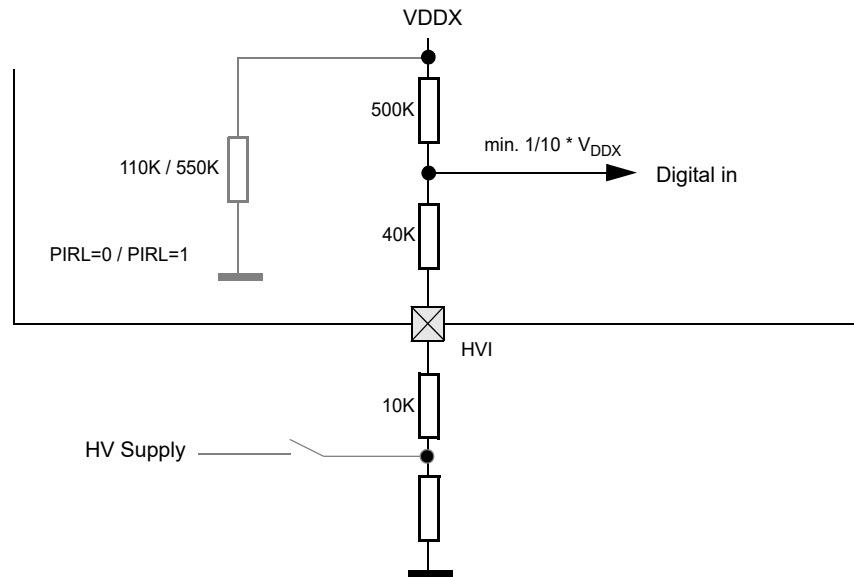 VDDX
500K
min. 1/10 * VDDX
110K / 550K
Digital in
40K
PIRL=0 / PIRL=1
HVI
10K
HV Supply